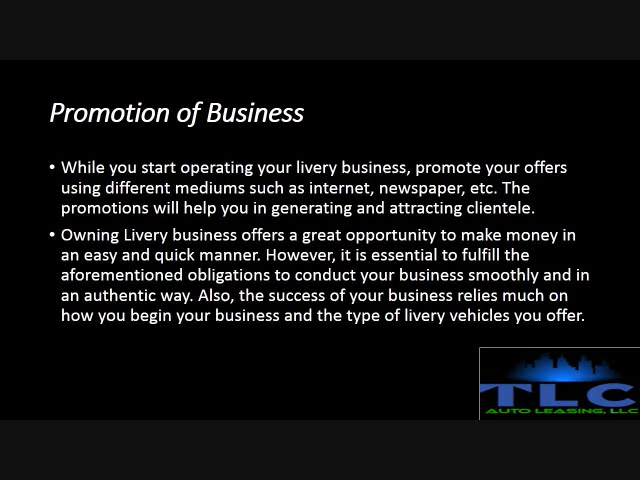 Promotion of Business
• While you start operating your livery business, promote your offers
using different mediums such as internet, newspaper, etc. The
promotions will help you in generating and attracting clientele.
• Owning Livery business offers a great opportunity to make money in
an easy and quick manner. However, it is essential to fulfill the
aforementioned obligations to conduct your business smoothly and in
an authentic way. Also, the success of your business relies much on
how you begin your business and the type of livery vehicles you offer.
TLC
AUTO LEASING, LLC